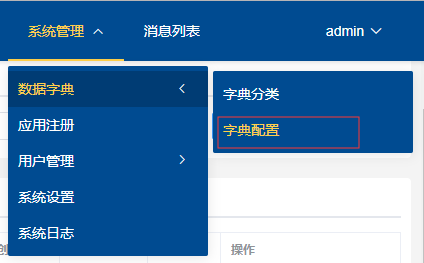 系统管理
消息列表
admin
数据字典
字典分类
应用注册
字典配置
用户管理
系统设置
系统日志
创
操作